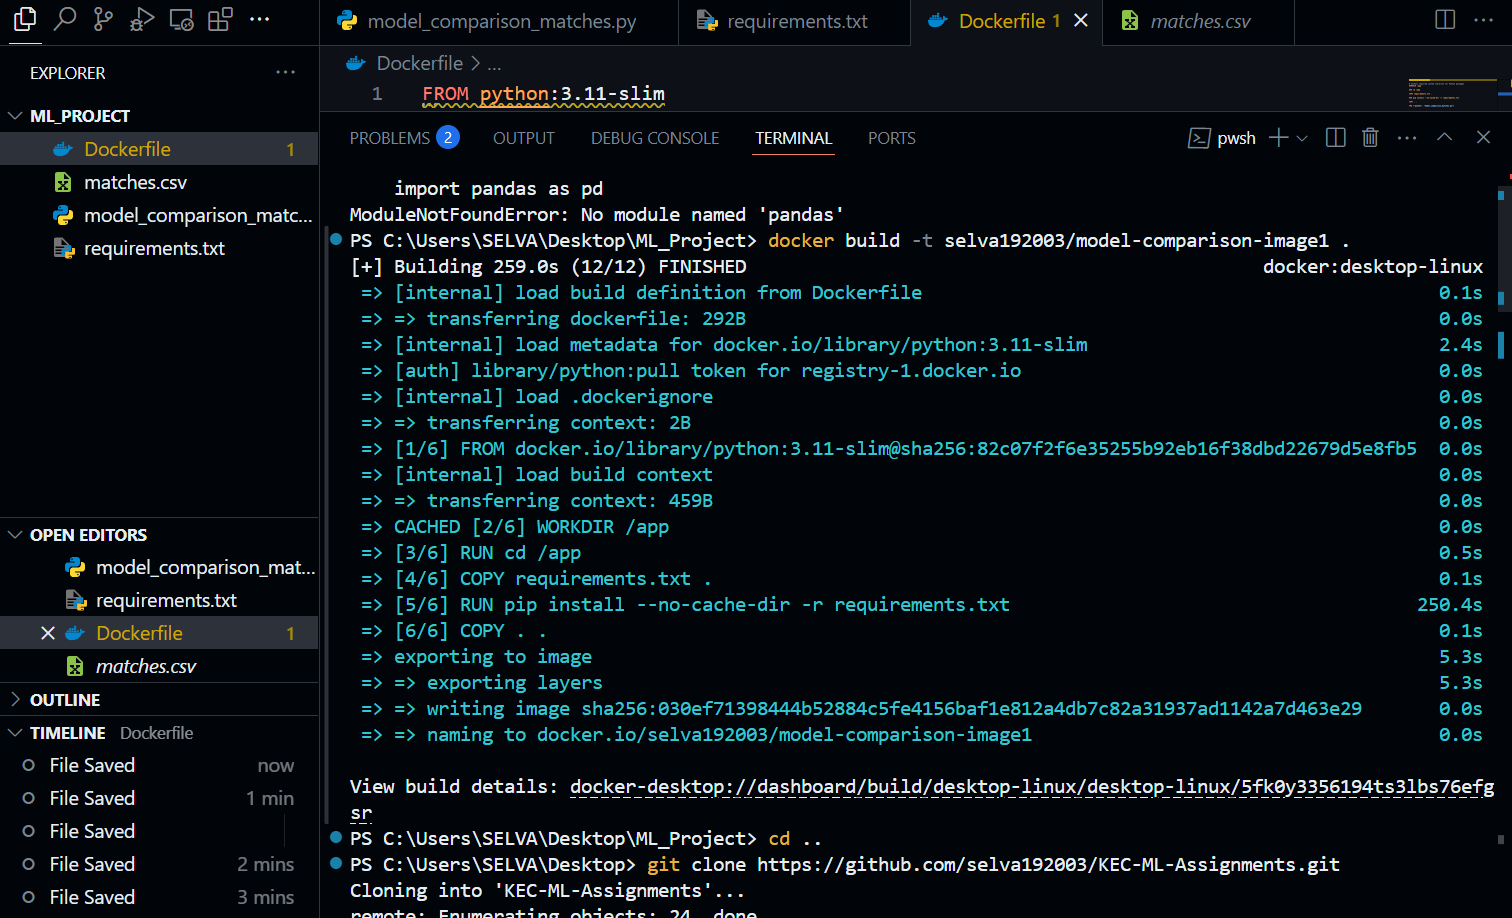 model_comparison_matches.py
requirements.txt
Dockerfile 1
matches.csv
EXPLORER
ML_PROJECT
Dockerfile 1
matches.csv
model_comparison_matc...
requirements.txt
OPEN EDITORS
model_comparison_mat...
requirements.txt
Dockerfile 1
matches.csv
OUTLINE
TIMELINE Dockerfile
File Saved now
File Saved 1 min
File Saved
File Saved 2 mins
File Saved 3 mins
Dockerfile > ...
1 FROM python:3.11-slim
PROBLEMS 2 OUTPUT DEBUG CONSOLE TERMINAL PORTS
pwsh
import pandas as pd
ModuleNotFoundError: No module named 'pandas'
PS C:\Users\SELVA\Desktop\ML_Project> docker build -t selva192003/model-comparison-image1 .
[+] Building 259.0s (12/12) FINISHED docker:desktop-linux
=> [internal] load build definition from Dockerfile 0.1s
=> => transferring dockerfile: 292B 0.0s
=> [internal] load metadata for docker.io/library/python:3.11-slim 2.4s
=> [auth] library/python:pull token for registry-1.docker.io 0.0s
=> [internal] load .dockerignore 0.0s
=> => transferring context: 2B 0.0s
=> [1/6] FROM docker.io/library/python:3.11-slim@sha256:82c07f2f6e35255b92eb16f38dbd22679d5e8fb5 0.0s
=> [internal] load build context 0.0s
=> => transferring context: 459B 0.0s
=> CACHED [2/6] WORKDIR /app 0.0s
=> [3/6] RUN cd /app 0.5s
=> [4/6] COPY requirements.txt . 0.1s
=> [5/6] RUN pip install --no-cache-dir -r requirements.txt 250.4s
=> [6/6] COPY . . 0.1s
=> exporting to image 5.3s
=> => exporting layers 5.3s
=> => writing image sha256:030ef71398444b52884c5fe4156baf1e812a4db7c82a31937ad1142a7d463e29 0.0s
=> => naming to docker.io/selva192003/model-comparison-image1 0.0s
View build details: docker-desktop://dashboard/build/desktop-linux/desktop-linux/5fk0y3356194ts3lbs76efg
sr
PS C:\Users\SELVA\Desktop\ML_Project> cd ..
PS C:\Users\SELVA\Desktop> git clone https://github.com/selva192003/KEC-ML-Assignments.git
Cloning into 'KEC-ML-Assignments'...
remote: Enumerating objects: 24, done.